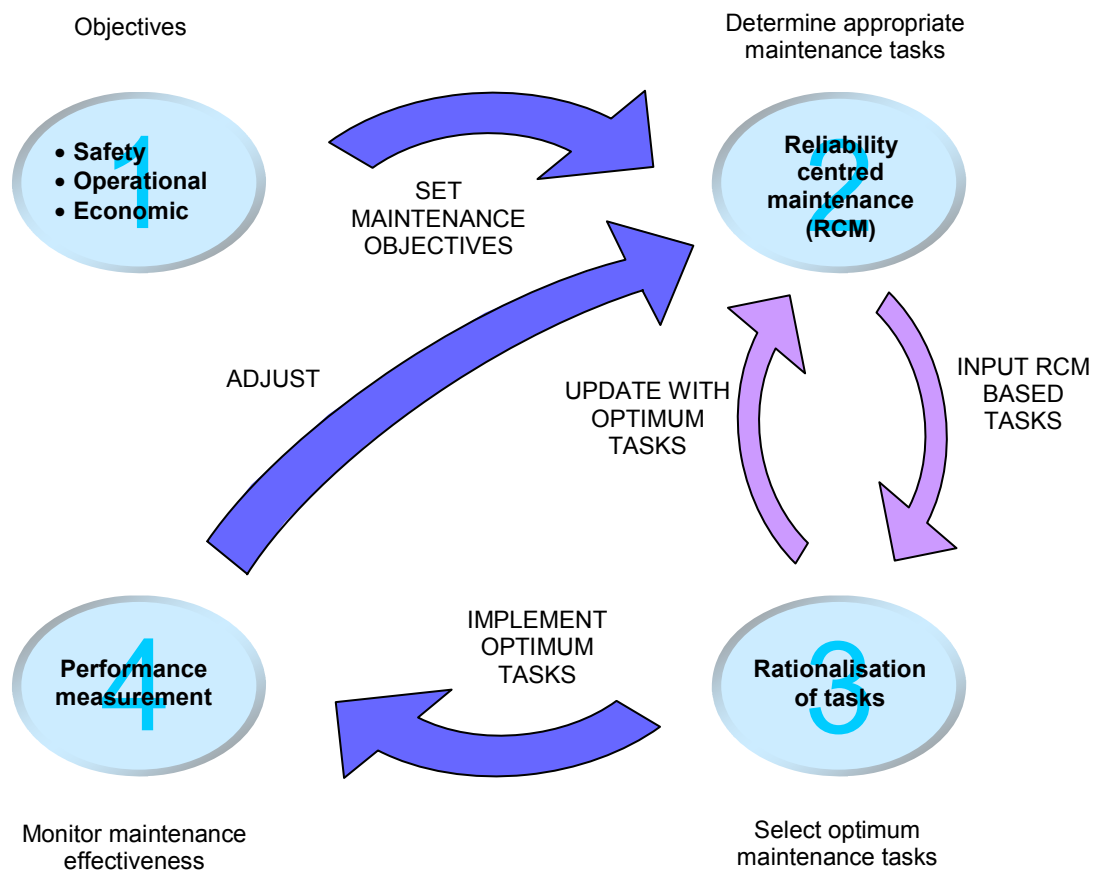 Objectives
Determine appropriate
maintenance tasks
1
• Safety
• Operational
• Economic
SET
MAINTENANCE
OBJECTIVES
2
Reliability
centred
maintenance
(RCM)
ADJUST
UPDATE WITH
OPTIMUM
TASKS
INPUT RCM
BASED
TASKS
4
Performance
measurement
IMPLEMENT
OPTIMUM
TASKS
3
Rationalisation
of tasks
Monitor maintenance
effectiveness
Select optimum
maintenance tasks